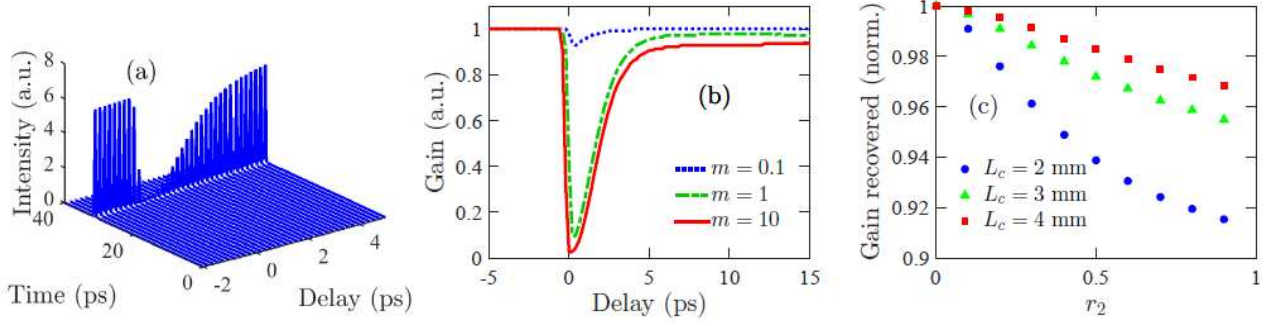 (a)
Intensity (a.u.)
8
6
4
2
0
40
20
0
Time (ps)
-2
0
2
4
Delay (ps)
(b)
Gain (a.u.)
1
0.8
0.6
0.4
0.2
0
m = 0.1
m = 1
m = 10
-5
0
5
10
15
Delay (ps)
(c)
Gain recovered (norm.)
1
0.98
0.96
0.94
0.92
0.9
L_c = 2 mm
L_c = 3 mm
L_c = 4 mm
0
0.5
1
r_2